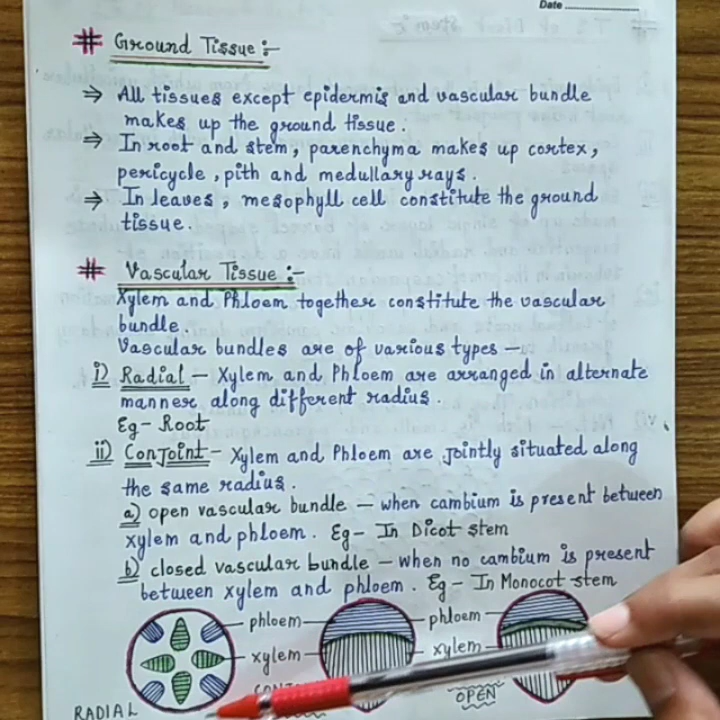 Date
# Ground Tissue :-
⇒ All tissues except epidermis and vascular bundle
makes up the ground tissue.
⇒ In root and stem, parenchyma makes up cortex,
pericycle, pith and medullary rays.
⇒ In leaves, mesophyll cell constitute the ground
tissue.
# Vascular Tissue :-
Xylem and Phloem together constitute the vascular
bundle.
Vascular bundles are of various types —
i) Radial — Xylem and Phloem are arranged in alternate
manner along different radius.
Eg - Root
ii) Conjoint - Xylem and Phloem are jointly situated along
the same radius.
a) open vascular bundle — when cambium is present between
xylem and phloem. Eg - In Dicot stem
b) closed vascular bundle — when no cambium is present
between xylem and phloem. Eg - In Monocot stem
phloem phloem
xylem xylem
RADIAL OPEN